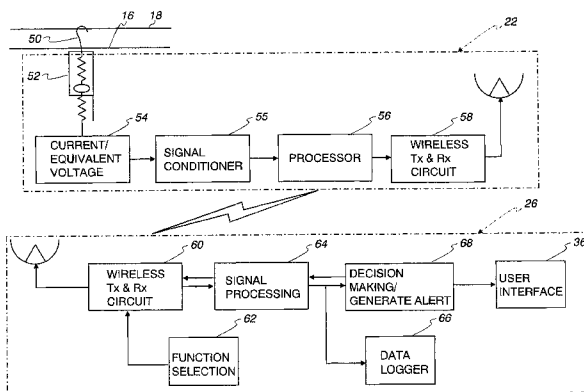 16
18
50
22
52
54
55
56
58
CURRENT/
EQUIVALENT
VOLTAGE
SIGNAL
CONDITIONER
PROCESSOR
WIRELESS
Tx & Rx
CIRCUIT
26
60
64
68
36
WIRELESS
Tx & Rx
CIRCUIT
SIGNAL
PROCESSING
DECISION
MAKING/
GENERATE ALERT
USER
INTERFACE
62
66
FUNCTION
SELECTION
DATA
LOGGER